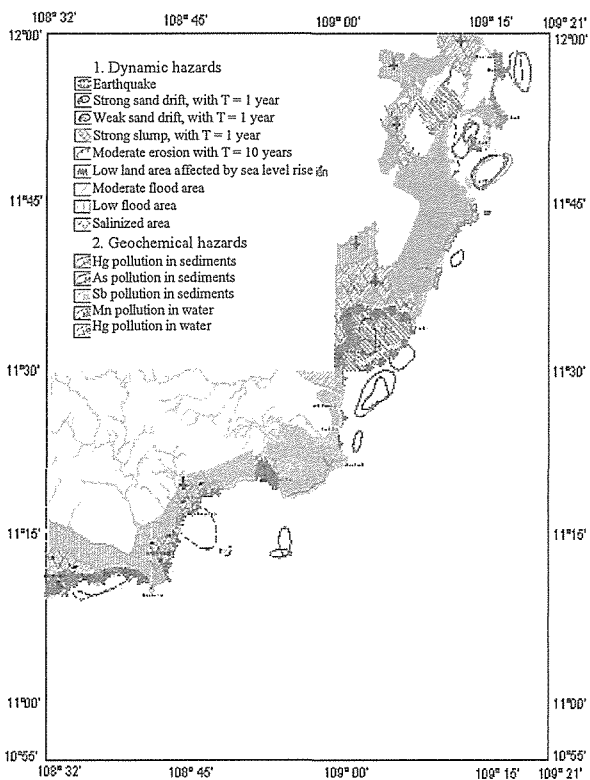 108° 32' 108° 45' 109° 00' 109° 15' 109° 21'
12° 00' 12° 00'
1. Dynamic hazards
Earthquake
Strong sand drift, with T = 1 year
Weak sand drift, with T = 1 year
Strong slump, with T = 1 year
Moderate erosion with T = 10 years
Low land area affected by sea level rise
Moderate flood area
Low flood area
Salinized area
2. Geochemical hazards
Hg pollution in sediments
As pollution in sediments
Sb pollution in sediments
Mn pollution in water
Hg pollution in water
11° 45' 11° 45'
11° 30' 11° 30'
11° 15' 11° 15'
11° 00' 11° 00'
10° 55' 10° 55'
108° 32' 108° 45' 109° 00' 109° 15' 109° 21'